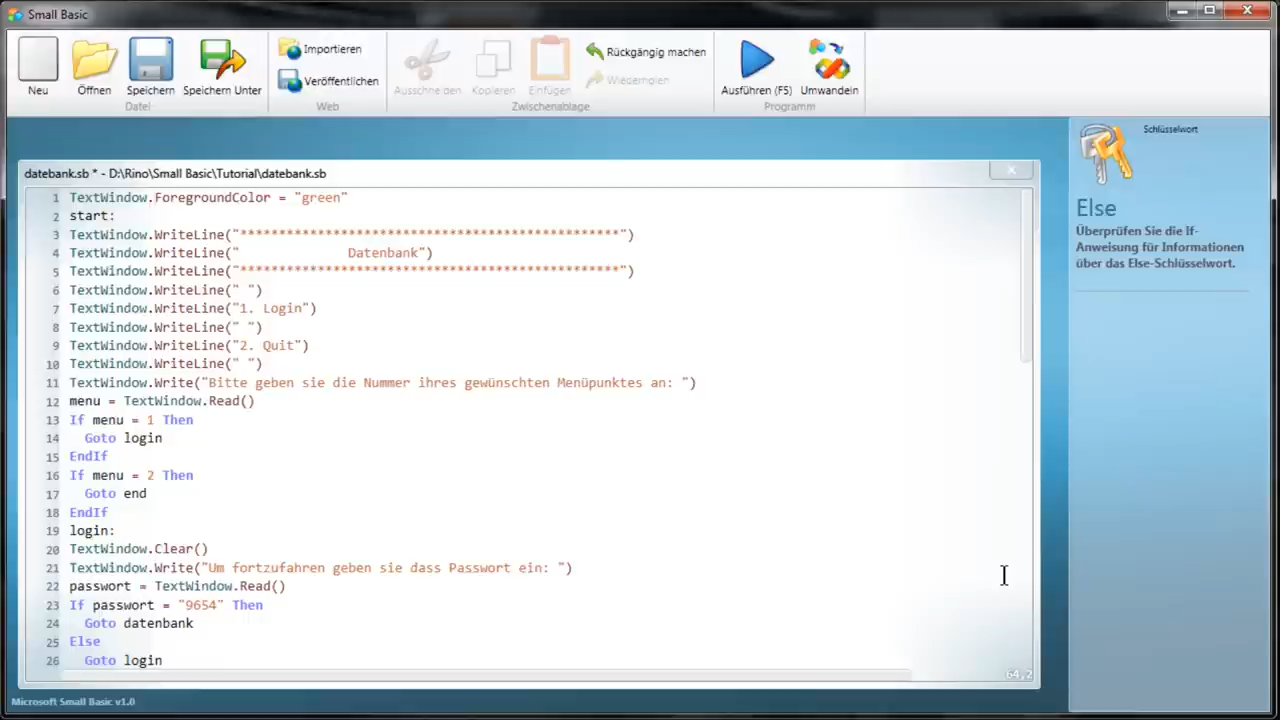 Small Basic
Neu
Öffnen
Speichern
Speichern Unter
Datei
Importieren
Veröffentlichen
Web
Ausschneiden
Kopieren
Einfügen
Rückgängig machen
Wiederholen
Zwischenablage
Ausführen (F5)
Umwandeln
Programm
datebank.sb * - D:\Rino\Small Basic\Tutorial\datebank.sb
1 TextWindow.ForegroundColor = "green"
2 start:
3 TextWindow.WriteLine("*************************************************")
4 TextWindow.WriteLine("              Datenbank")
5 TextWindow.WriteLine("*************************************************")
6 TextWindow.WriteLine(" ")
7 TextWindow.WriteLine("1. Login")
8 TextWindow.WriteLine(" ")
9 TextWindow.WriteLine("2. Quit")
10 TextWindow.WriteLine(" ")
11 TextWindow.Write("Bitte geben sie die Nummer ihres gewünschten Menüpunktes an: ")
12 menu = TextWindow.Read()
13 If menu = 1 Then
14   Goto login
15 EndIf
16 If menu = 2 Then
17   Goto end
18 EndIf
19 login:
20 TextWindow.Clear()
21 TextWindow.Write("Um fortzufahren geben sie dass Passwort ein: ")
22 passwort = TextWindow.Read()
23 If passwort = "9654" Then
24   Goto datenbank
25 Else
26   Goto login
64,2
Schlüsselwort
Else
Überprüfen Sie die If-
Anweisung für Informationen
über das Else-Schlüsselwort.
Microsoft Small Basic v1.0